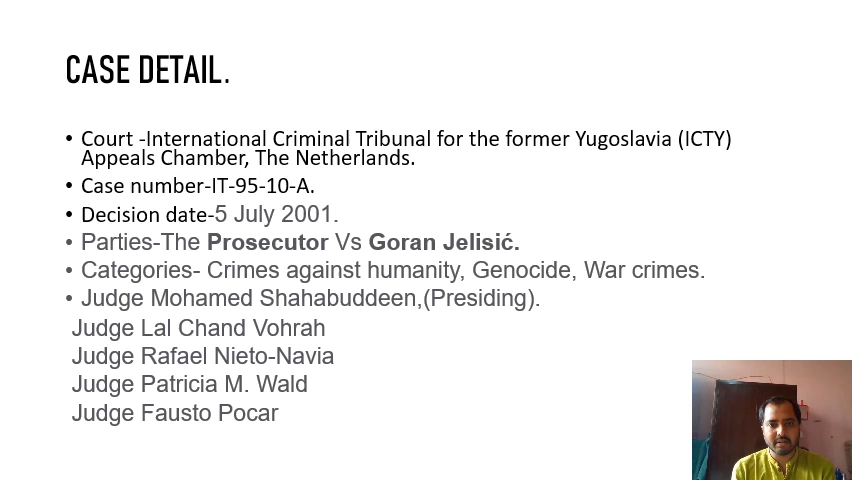 CASE DETAIL.
• Court -International Criminal Tribunal for the former Yugoslavia (ICTY)
Appeals Chamber, The Netherlands.
• Case number-IT-95-10-A.
• Decision date-5 July 2001.
• Parties-The Prosecutor Vs Goran Jelisić.
• Categories- Crimes against humanity, Genocide, War crimes.
• Judge Mohamed Shahabuddeen,(Presiding).
Judge Lal Chand Vohrah
Judge Rafael Nieto-Navia
Judge Patricia M. Wald
Judge Fausto Pocar